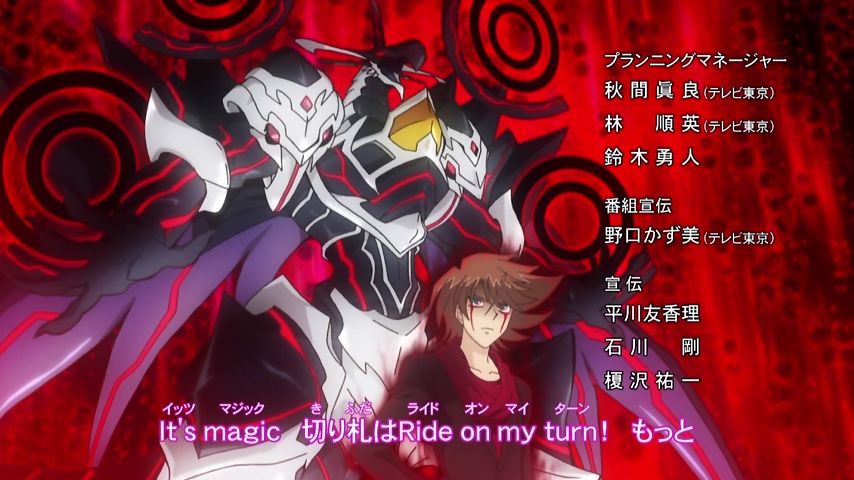 プランニングマネージャー
秋間眞良(テレビ東京)
林 順英(テレビ東京)
鈴木勇人
番組宣伝
野口かず美(テレビ東京)
宣伝
平川友香理
石川 剛
榎沢祐一
イッツ マジック き ふだ ライド オン マイ ターン
It's magic 切り札はRide on my turn! もっと